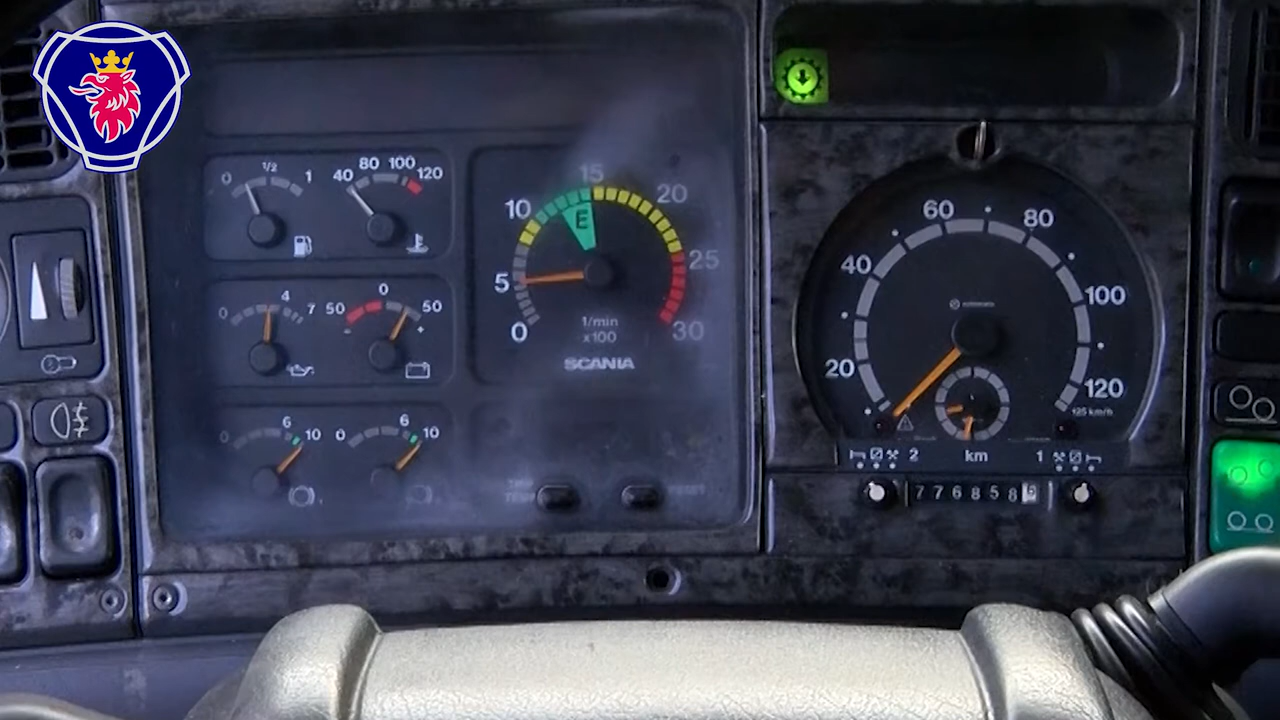 0 1/2 1
40 80 100 120
0 4 7
50 0 50
- +
0 6 10
0 6 10
0 5 10 15 20 25 30
E
1/min
x100
SCANIA
20 40 60 80 100 120
125 km/h
2 km 1
776858